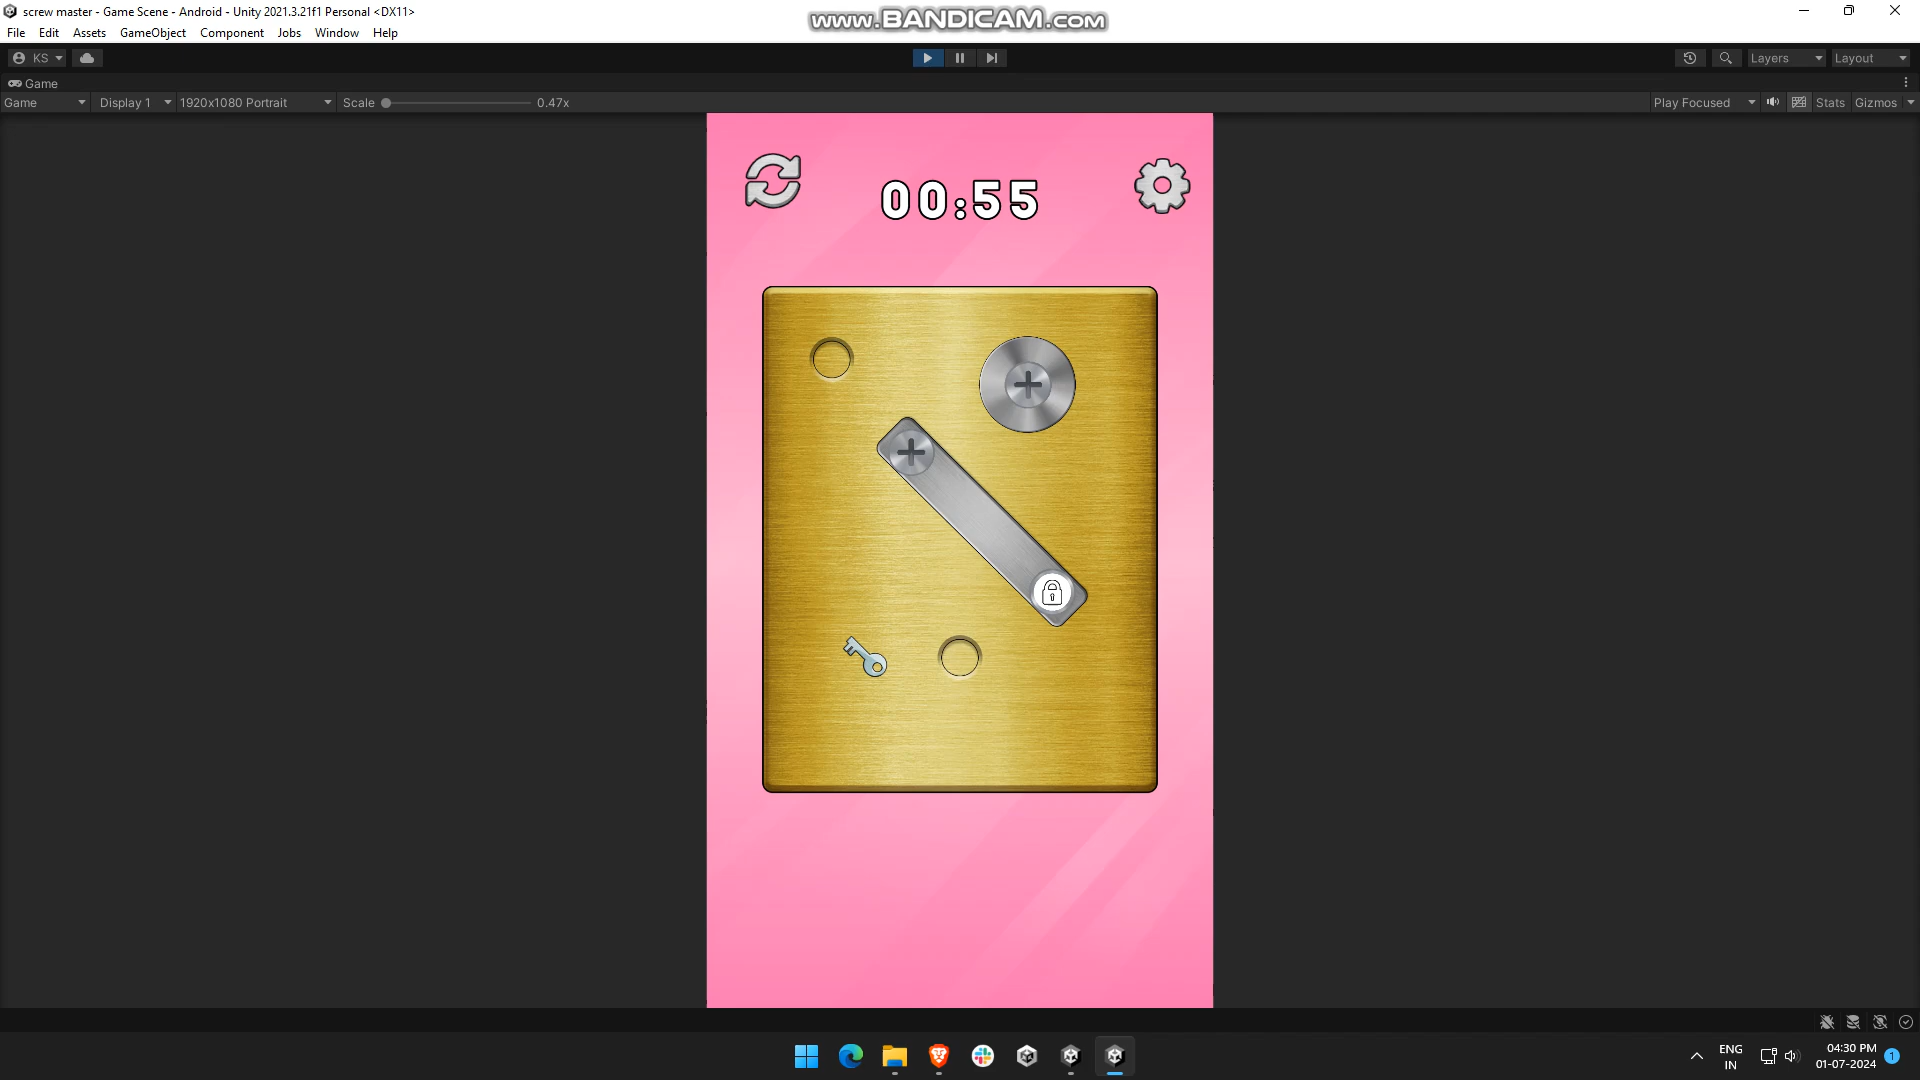 screw master - Game Scene - Android - Unity 2021.3.21f1 Personal <DX11>
www.BANDICAM.com
File Edit Assets GameObject Component Jobs Window Help
KS Layers Layout
Game
Game Display 1 1920x1080 Portrait Scale 0.47x Play Focused Stats Gizmos
00:55
ENG
IN
04:30 PM
01-07-2024
1